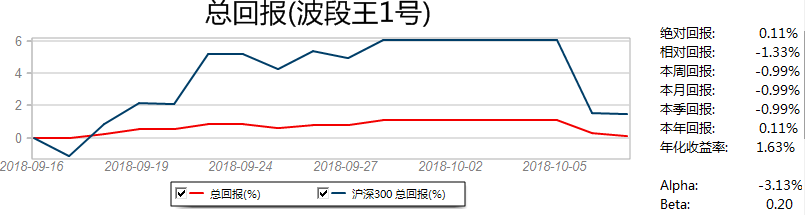 总回报(波段王1号)
6
4
2
0
2018-09-16 2018-09-19 2018-09-24 2018-09-27 2018-10-02 2018-10-05
总回报(%) 沪深300 总回报(%)
绝对回报: 0.11%
相对回报: -1.33%
本周回报: -0.99%
本月回报: -0.99%
本季回报: -0.99%
本年回报: 0.11%
年化收益率: 1.63%
Alpha: -3.13%
Beta: 0.20